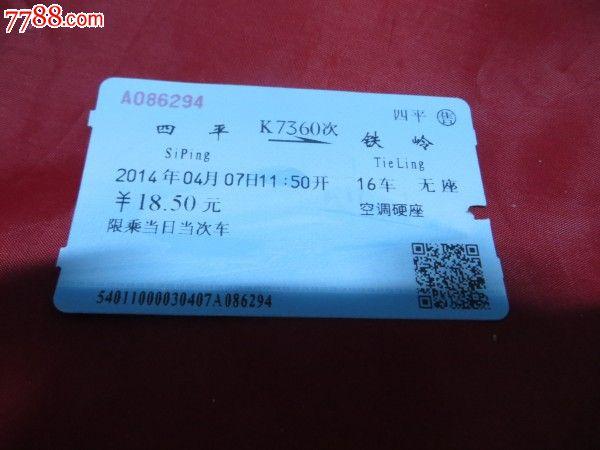 7788.com
A086294
四平 售
四平 K7360次 铁岭
SiPing TieLing
2014年04月07日11:50开 16车 无座
￥18.50元 空调硬座
限乘当日当次车
54011000030407A086294